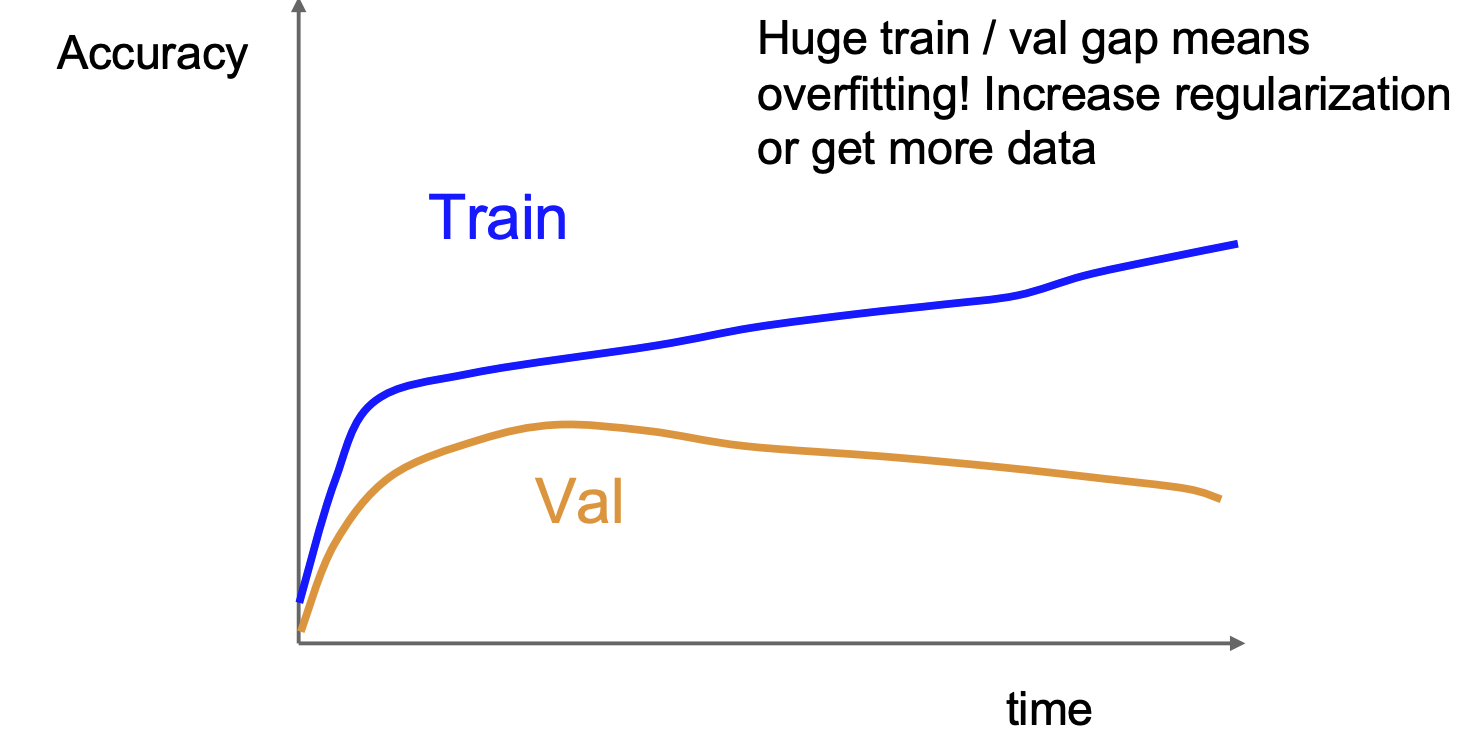 Accuracy
Huge train / val gap means
overfitting! Increase regularization
or get more data
Train
Val
time